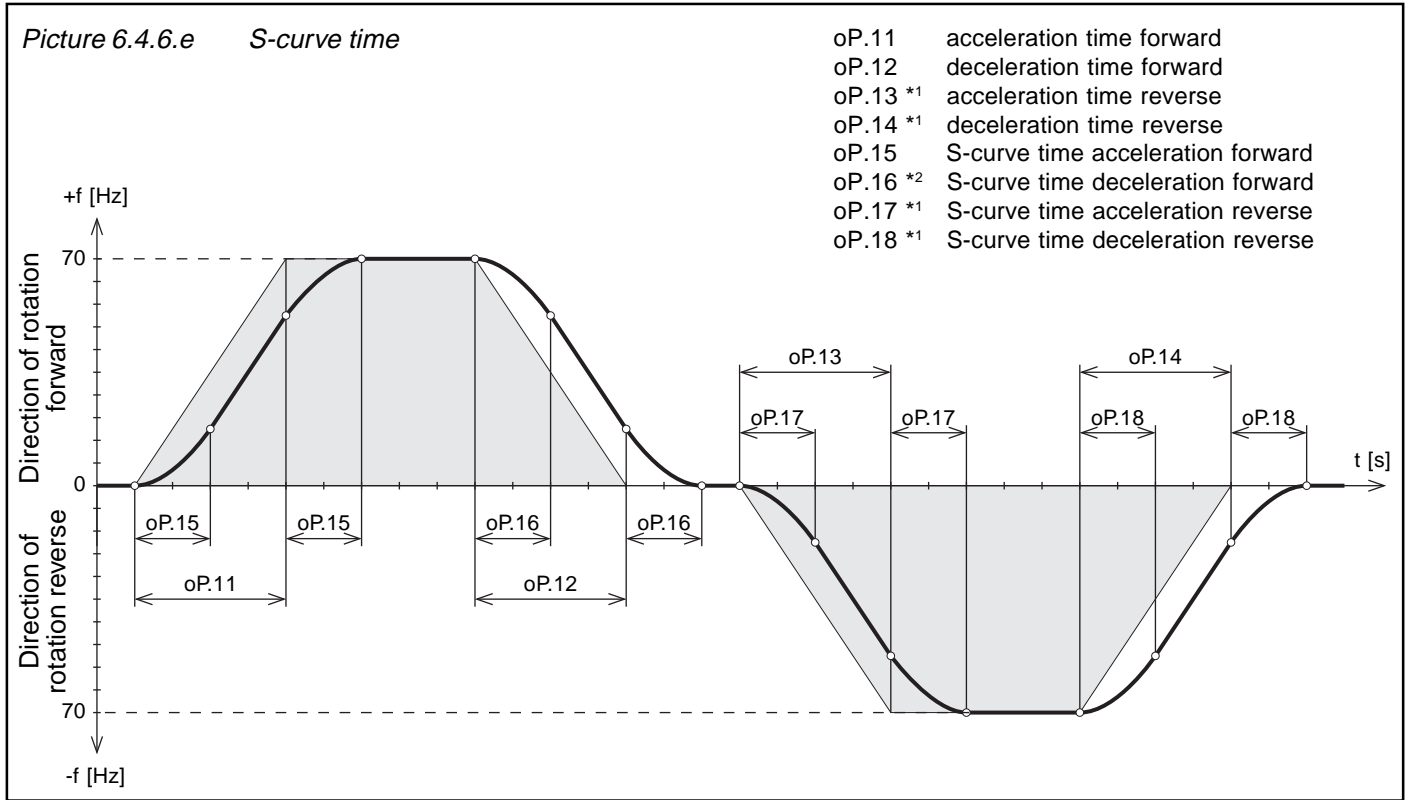 Picture 6.4.6.e S-curve time
oP.11 acceleration time forward
oP.12 deceleration time forward
oP.13 *1 acceleration time reverse
oP.14 *1 deceleration time reverse
oP.15 S-curve time acceleration forward
oP.16 *2 S-curve time deceleration forward
oP.17 *1 S-curve time acceleration reverse
oP.18 *1 S-curve time deceleration reverse
+f [Hz]
70
Direction of rotation
forward
oP.13
oP.14
oP.17
oP.17
oP.18
oP.18
t [s]
0
oP.15
oP.15
oP.16
oP.16
oP.11
oP.12
Direction of
rotation reverse
70
-f [Hz]